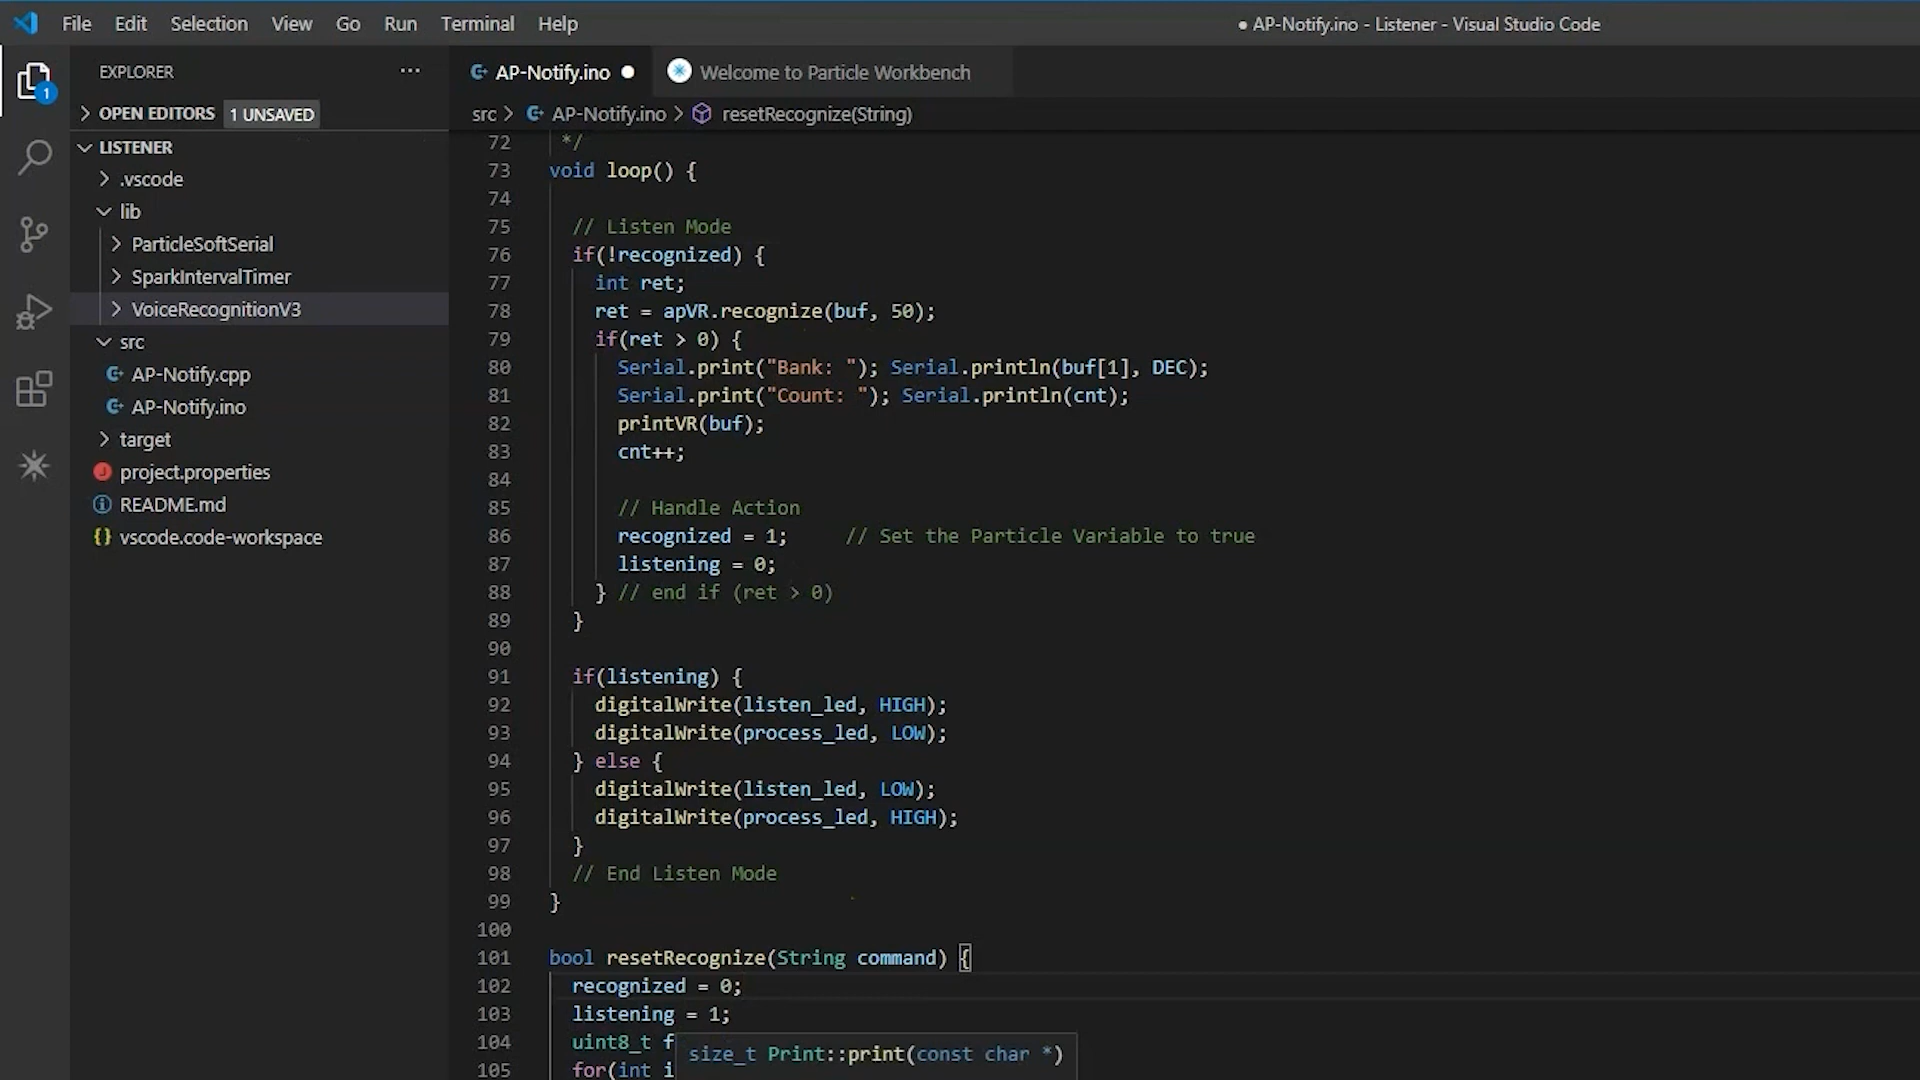 File Edit Selection View Go Run Terminal Help
● AP-Notify.ino - Listener - Visual Studio Code
EXPLORER
1
OPEN EDITORS 1 UNSAVED
LISTENER
.vscode
lib
ParticleSoftSerial
SparkIntervalTimer
VoiceRecognitionV3
src
AP-Notify.cpp
AP-Notify.ino
target
project.properties
README.md
{} vscode.code-workspace
AP-Notify.ino ● Welcome to Particle Workbench
src > AP-Notify.ino > resetRecognize(String)
72 */
73 void loop() {
74
75 // Listen Mode
76 if(!recognized) {
77 int ret;
78 ret = apVR.recognize(buf, 50);
79 if(ret > 0) {
80 Serial.print("Bank: "); Serial.println(buf[1], DEC);
81 Serial.print("Count: "); Serial.println(cnt);
82 printVR(buf);
83 cnt++;
84
85 // Handle Action
86 recognized = 1; // Set the Particle Variable to true
87 listening = 0;
88 } // end if (ret > 0)
89 }
90
91 if(listening) {
92 digitalWrite(listen_led, HIGH);
93 digitalWrite(process_led, LOW);
94 } else {
95 digitalWrite(listen_led, LOW);
96 digitalWrite(process_led, HIGH);
97 }
98 // End Listen Mode
99 }
100
101 bool resetRecognize(String command) {
102 recognized = 0;
103 listening = 1;
104 uint8_t f
size_t Print::print(const char *)
105 for(int i